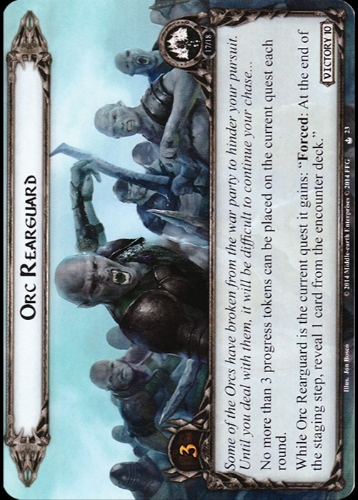 ORC REARGUARD
17/18
3
Some of the Orcs have broken from the war party to hinder your pursuit.
Until you deal with them, it will be difficult to continue your chase...
No more than 3 progress tokens can be placed on the current quest each
round.
While Orc Rearguard is the current quest it gains: "Forced: At the end of
the staging step, reveal 1 card from the encounter deck."
VICTORY 10
Illus. Jon Bosco
© 2014 Middle-earth Enterprises © 2014 FFG
23